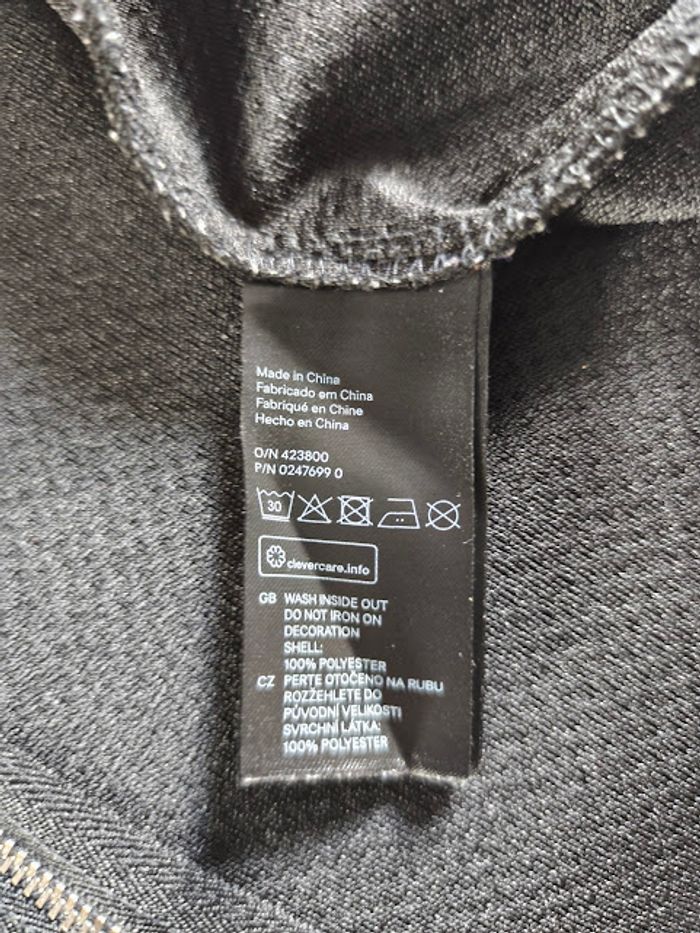 Made in China
Fabricado em China
Fabriqué en Chine
Hecho en China
O/N 423800
P/N 0247699 0
30
clevercare.info
GB WASH INSIDE OUT
DO NOT IRON ON
DECORATION
SHELL:
100% POLYESTER
CZ PERTE OTOČENO NA RUBU
ROZŽEHLETE DO
PŮVODNÍ VELIKOSTI
SVRCHNÍ LÁTKA:
100% POLYESTER